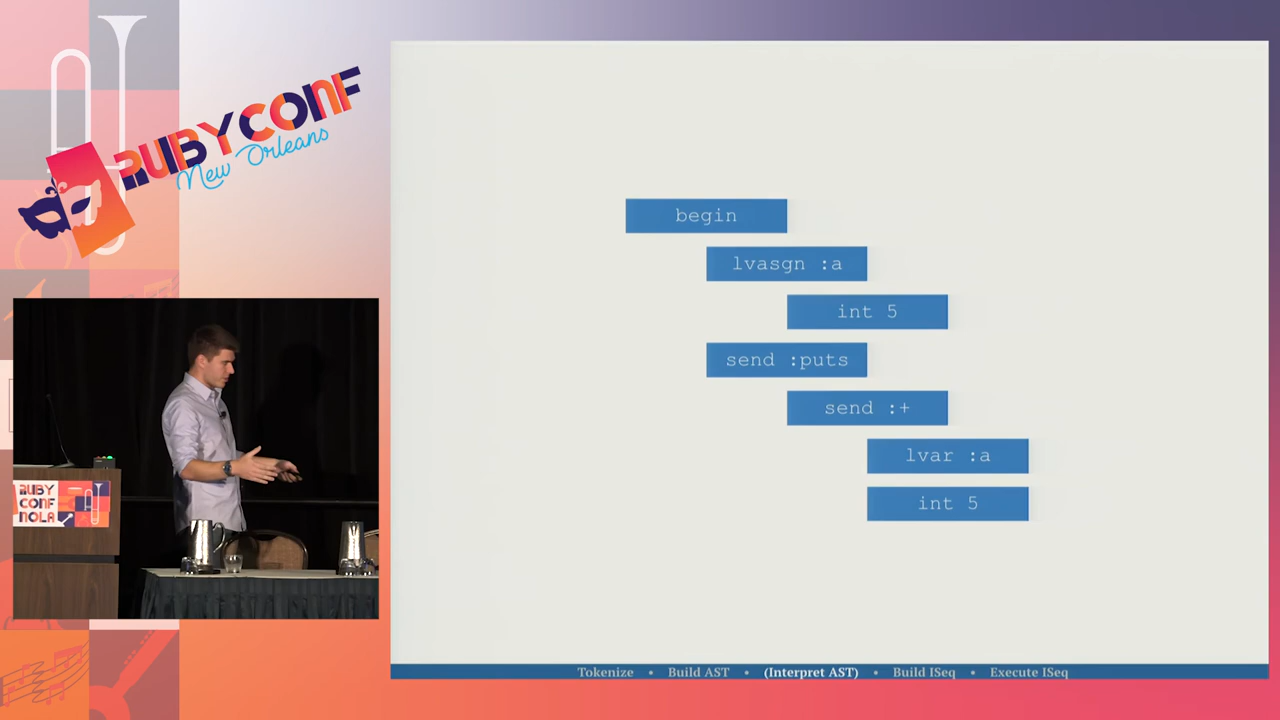 RUBYCONF
New Orleans
RUBY
CONF
NOLA
begin
lvasgn :a
int 5
send :puts
send :+
lvar :a
int 5
Tokenize • Build AST • (Interpret AST) • Build ISeq • Execute ISeq